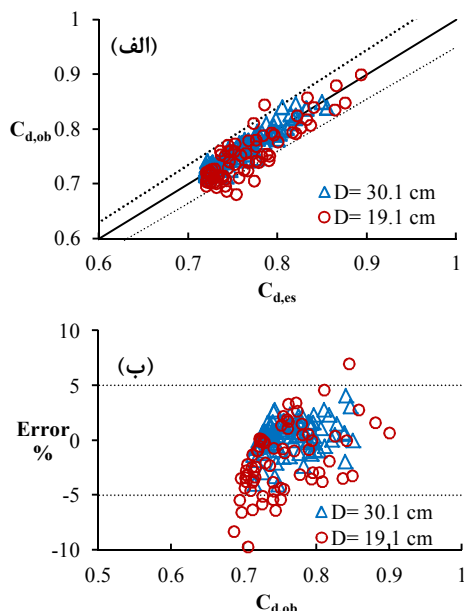 1
(الف)
0.9
C_d,ob
0.8
0.7
D= 30.1 cm
D= 19.1 cm
0.6
0.6 0.7 0.8 0.9 1
C_d,es
10
(ب)
5
Error %
0
-5
D= 30.1 cm
D= 19.1 cm
-10
0.5 0.6 0.7 0.8 0.9 1
C_d,ob